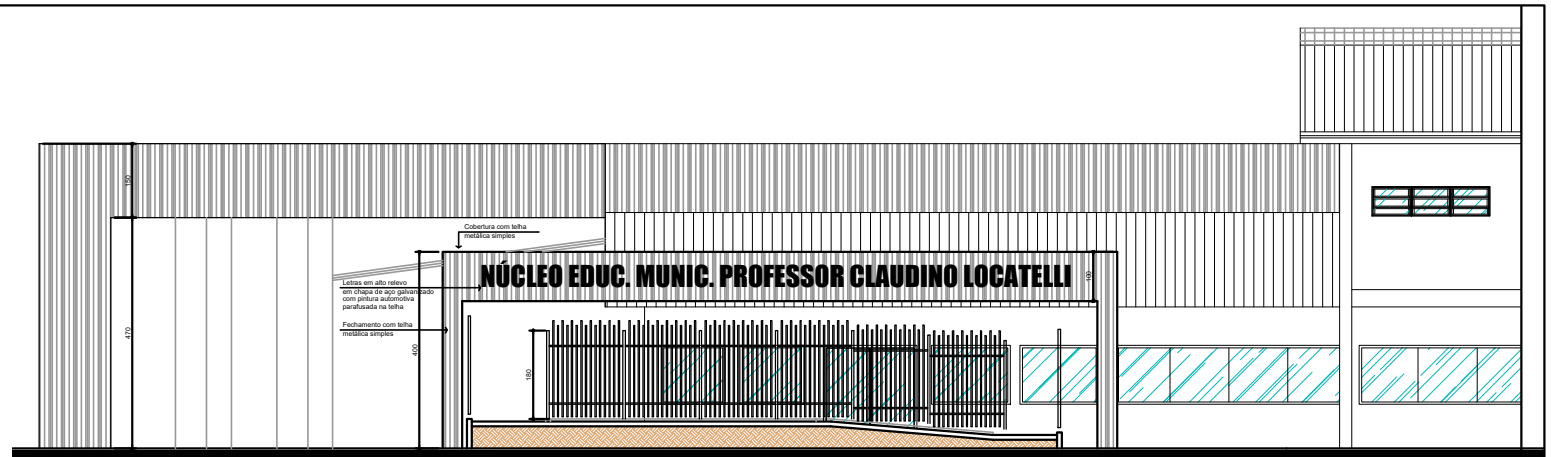 150
Cobertura com telha
metálica simples
NÚCLEO EDUC. MUNIC. PROFESSOR CLAUDINO LOCATELLI
100
Letras em alto relevo
em chapa de aço galvanizado
com pintura automotiva
parafusada na telha
Fechamento com telha
metálica simples
470
400
180